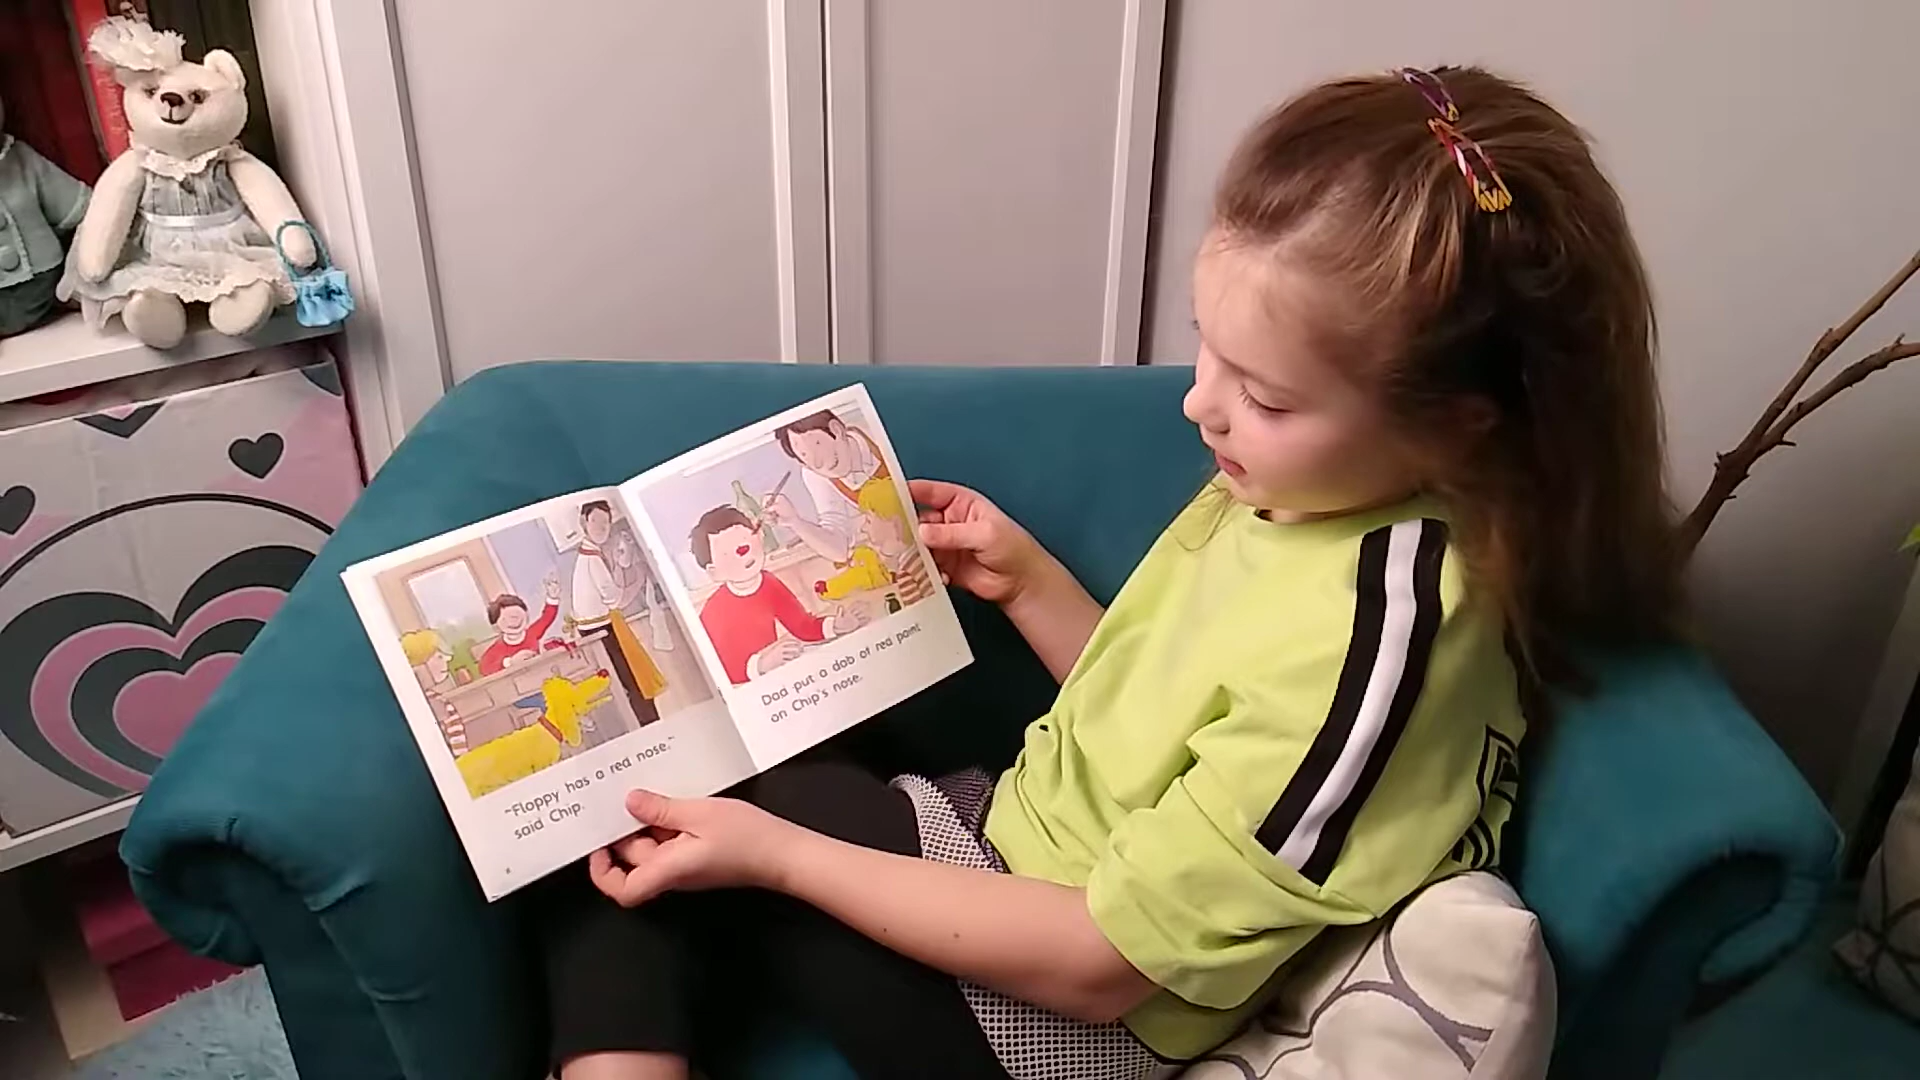 "Floppy has a red nose,"
said Chip.
Dad put a dab of red paint
on Chip's nose.